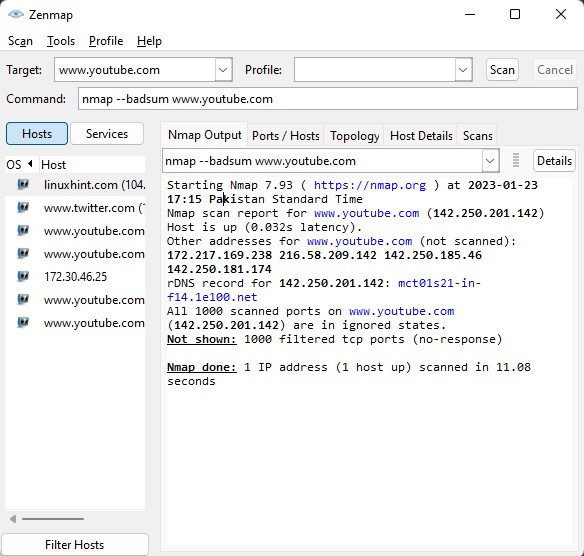 Zenmap
Scan Tools Profile Help
Target: www.youtube.com Profile: Scan Cancel
Command: nmap --badsum www.youtube.com
Hosts Services
Nmap Output Ports / Hosts Topology Host Details Scans
nmap --badsum www.youtube.com Details
OS Host
linuxhint.com (104.
www.twitter.com (1
www.youtube.com
www.youtube.com
172.30.46.25
www.youtube.com
www.youtube.com
Starting Nmap 7.93 ( https://nmap.org ) at 2023-01-23
17:15 Pakistan Standard Time
Nmap scan report for www.youtube.com (142.250.201.142)
Host is up (0.032s latency).
Other addresses for www.youtube.com (not scanned):
172.217.169.238 216.58.209.142 142.250.185.46
142.250.181.174
rDNS record for 142.250.201.142: mct01s21-in-
f14.1e100.net
All 1000 scanned ports on www.youtube.com
(142.250.201.142) are in ignored states.
Not shown: 1000 filtered tcp ports (no-response)
Nmap done: 1 IP address (1 host up) scanned in 11.08
seconds
Filter Hosts